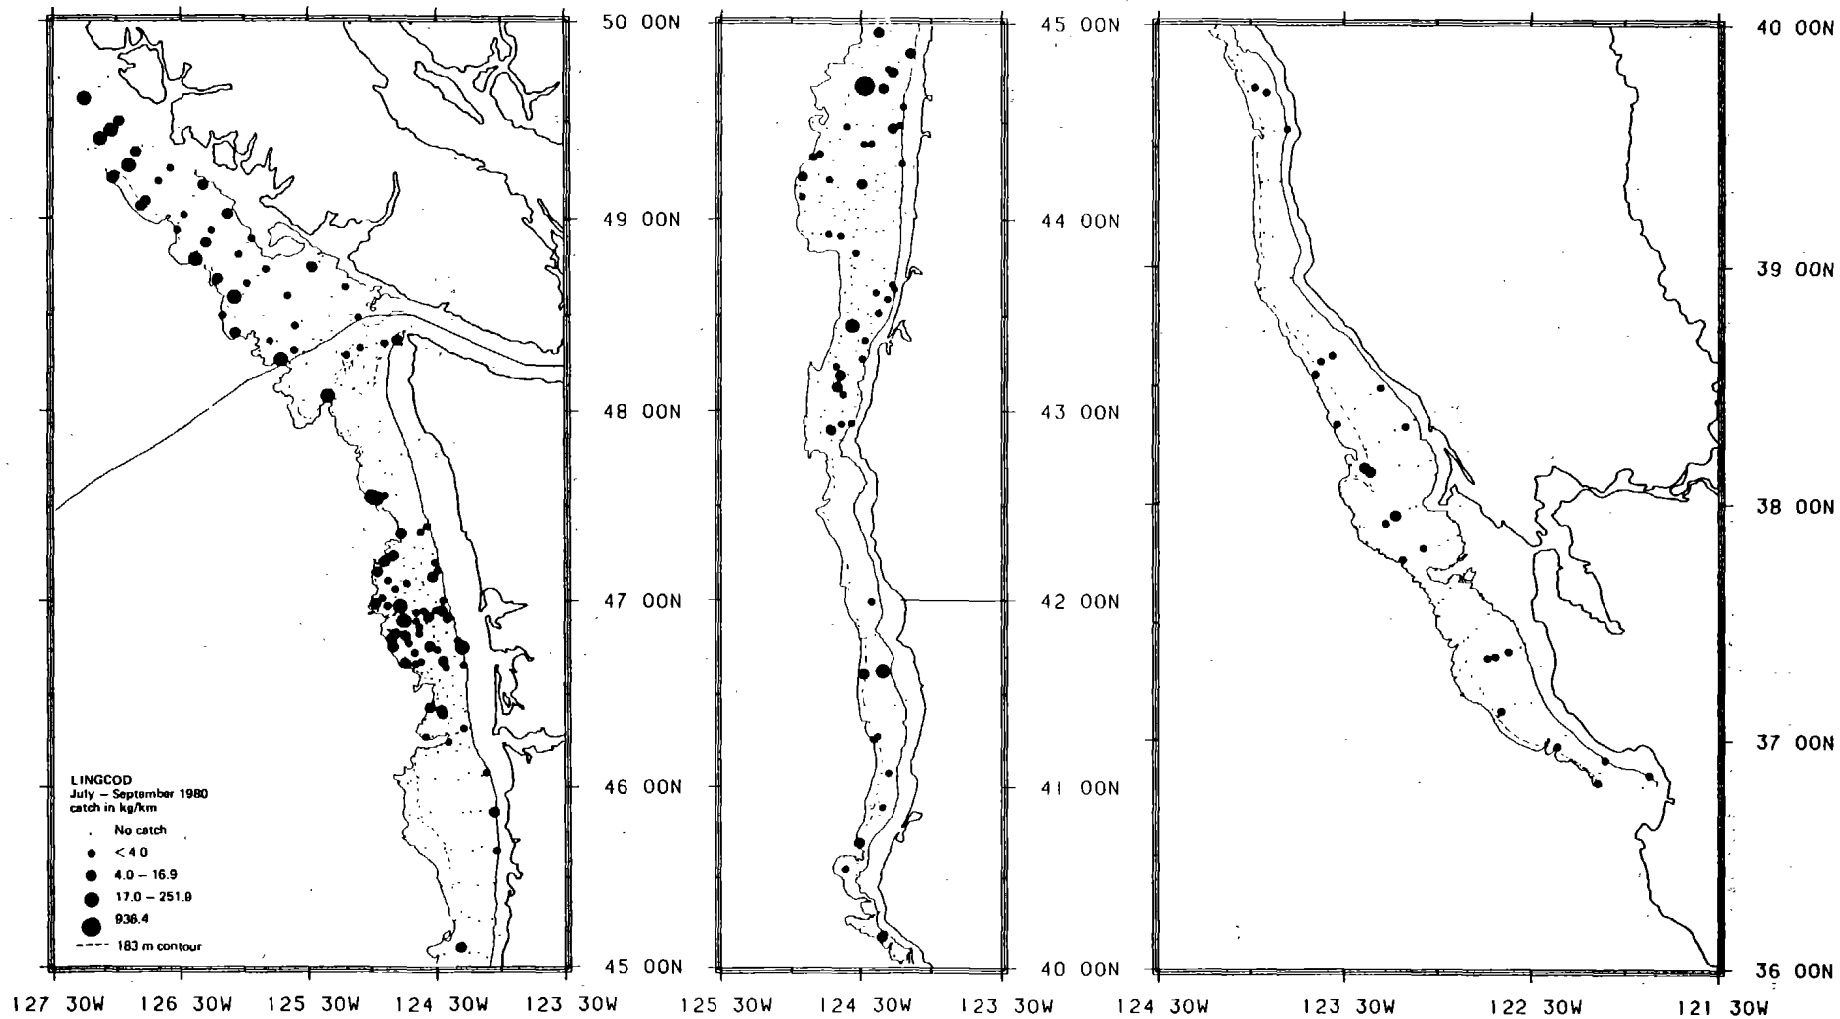 50 00N
49 00N
48 00N
47 00N
46 00N
45 00N
127 30W 126 30W 125 30W 124 30W 123 30W
LINGCOD
July – September 1980
catch in kg/km
No catch
< 4.0
4.0 – 16.9
17.0 – 251.9
936.4
183 m contour
45 00N
44 00N
43 00N
42 00N
41 00N
40 00N
125 30W 124 30W 123 30W
40 00N
39 00N
38 00N
37 00N
36 00N
124 30W 123 30W 122 30W 121 30W